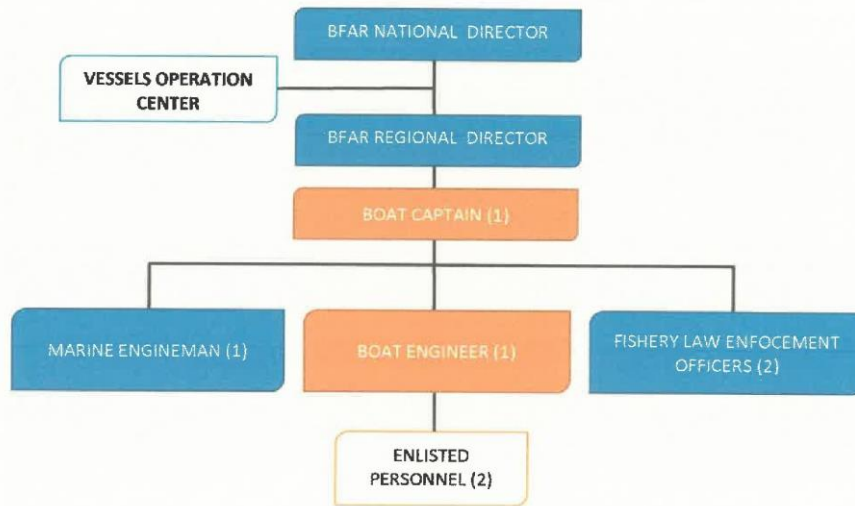 BFAR NATIONAL DIRECTOR
VESSELS OPERATION
CENTER
BFAR REGIONAL DIRECTOR
BOAT CAPTAIN (1)
MARINE ENGINEMAN (1)
BOAT ENGINEER (1)
FISHERY LAW ENFOCEMENT
OFFICERS (2)
ENLISTED
PERSONNEL (2)